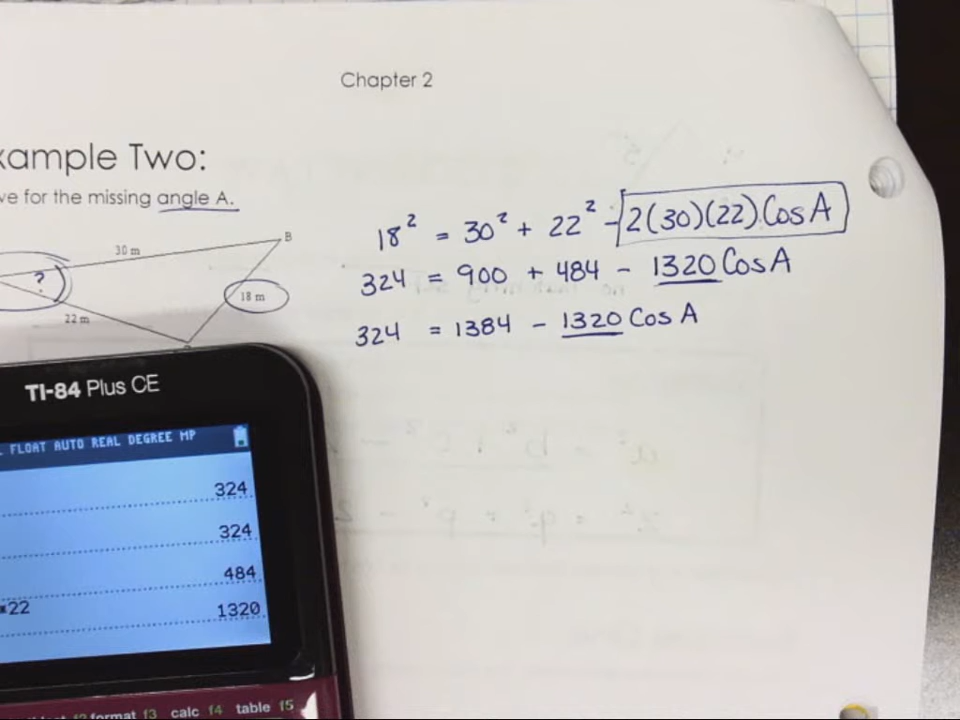 Chapter 2
xample Two:
ve for the missing angle A.
18² = 30² + 22² - 2(30)(22) Cos A
324 = 900 + 484 - 1320 Cos A
324 = 1384 - 1320 Cos A
B
30 m
?
18 m
22 m
TI-84 Plus CE
FLOAT AUTO REAL DEGREE MP
324
324
484
*22
1320
f2 format f3 calc f4 table f5